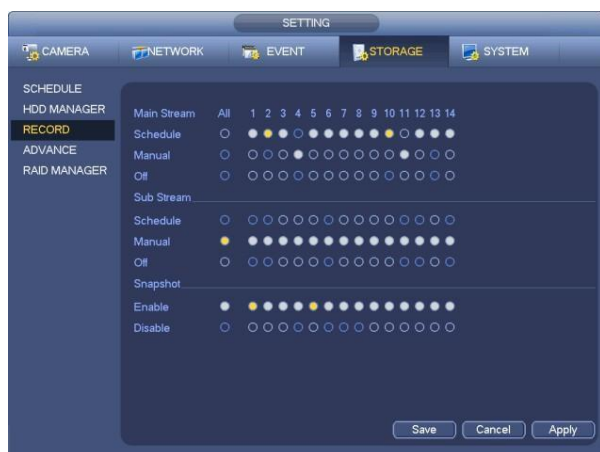 SETTING
CAMERA NETWORK EVENT STORAGE SYSTEM
SCHEDULE
HDD MANAGER
RECORD
ADVANCE
RAID MANAGER
Main Stream All 1 2 3 4 5 6 7 8 9 10 11 12 13 14
Schedule
Manual
Off
Sub Stream
Schedule
Manual
Off
Snapshot
Enable
Disable
Save Cancel Apply